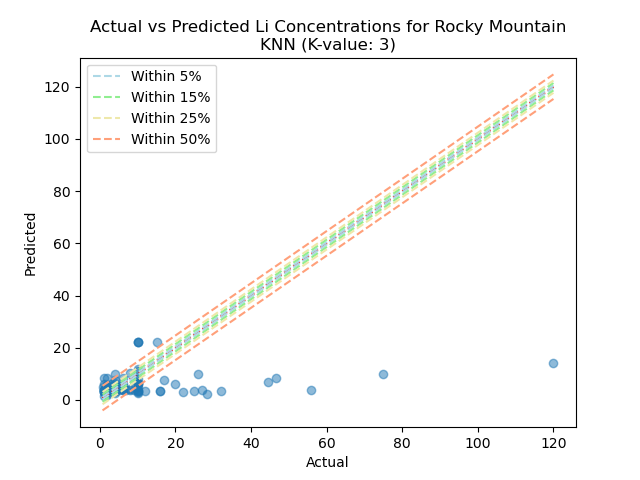 Actual vs Predicted Li Concentrations for Rocky Mountain
KNN (K-value: 3)
Within 5%
Within 15%
Within 25%
Within 50%
Predicted
120
100
80
60
40
20
0
0 20 40 60 80 100 120
Actual